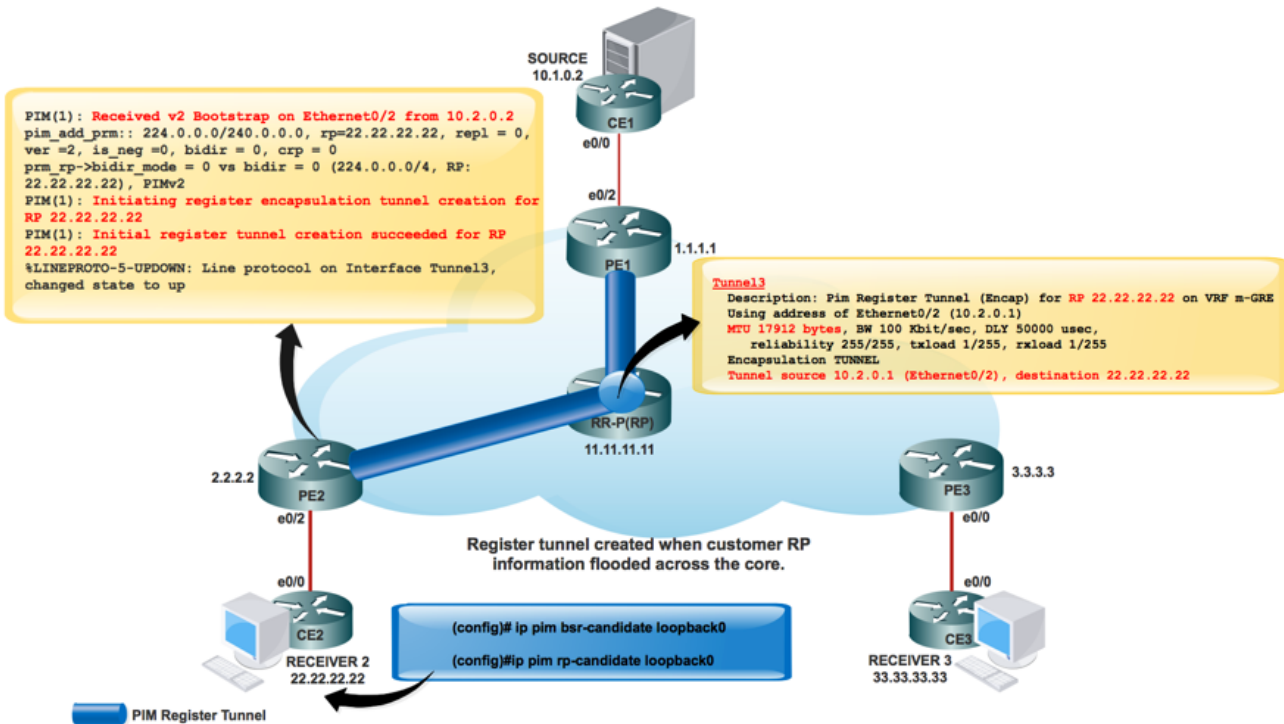 SOURCE
10.1.0.2
CE1
e0/0
e0/2
PE1
1.1.1.1
PIM(1): Received v2 Bootstrap on Ethernet0/2 from 10.2.0.2
pim_add_prm:: 224.0.0.0/240.0.0.0, rp=22.22.22.22, repl = 0,
ver =2, is_neg =0, bidir = 0, crp = 0
prm_rp->bidir_mode = 0 vs bidir = 0 (224.0.0.0/4, RP:
22.22.22.22), PIMv2
PIM(1): Initiating register encapsulation tunnel creation for
RP 22.22.22.22
PIM(1): Initial register tunnel creation succeeded for RP
22.22.22.22
%LINEPROTO-5-UPDOWN: Line protocol on Interface Tunnel3,
changed state to up
Tunnel3
Description: Pim Register Tunnel (Encap) for RP 22.22.22.22 on VRF m-GRE
Using address of Ethernet0/2 (10.2.0.1)
MTU 17912 bytes, BW 100 Kbit/sec, DLY 50000 usec,
reliability 255/255, txload 1/255, rxload 1/255
Encapsulation TUNNEL
Tunnel source 10.2.0.1 (Ethernet0/2), destination 22.22.22.22
RR-P(RP)
11.11.11.11
2.2.2.2
PE2
e0/2
3.3.3.3
PE3
e0/0
Register tunnel created when customer RP
information flooded across the core.
e0/0
CE2
RECEIVER 2
22.22.22.22
(config)# ip pim bsr-candidate loopback0
(config)#ip pim rp-candidate loopback0
e0/0
CE3
RECEIVER 3
33.33.33.33
PIM Register Tunnel